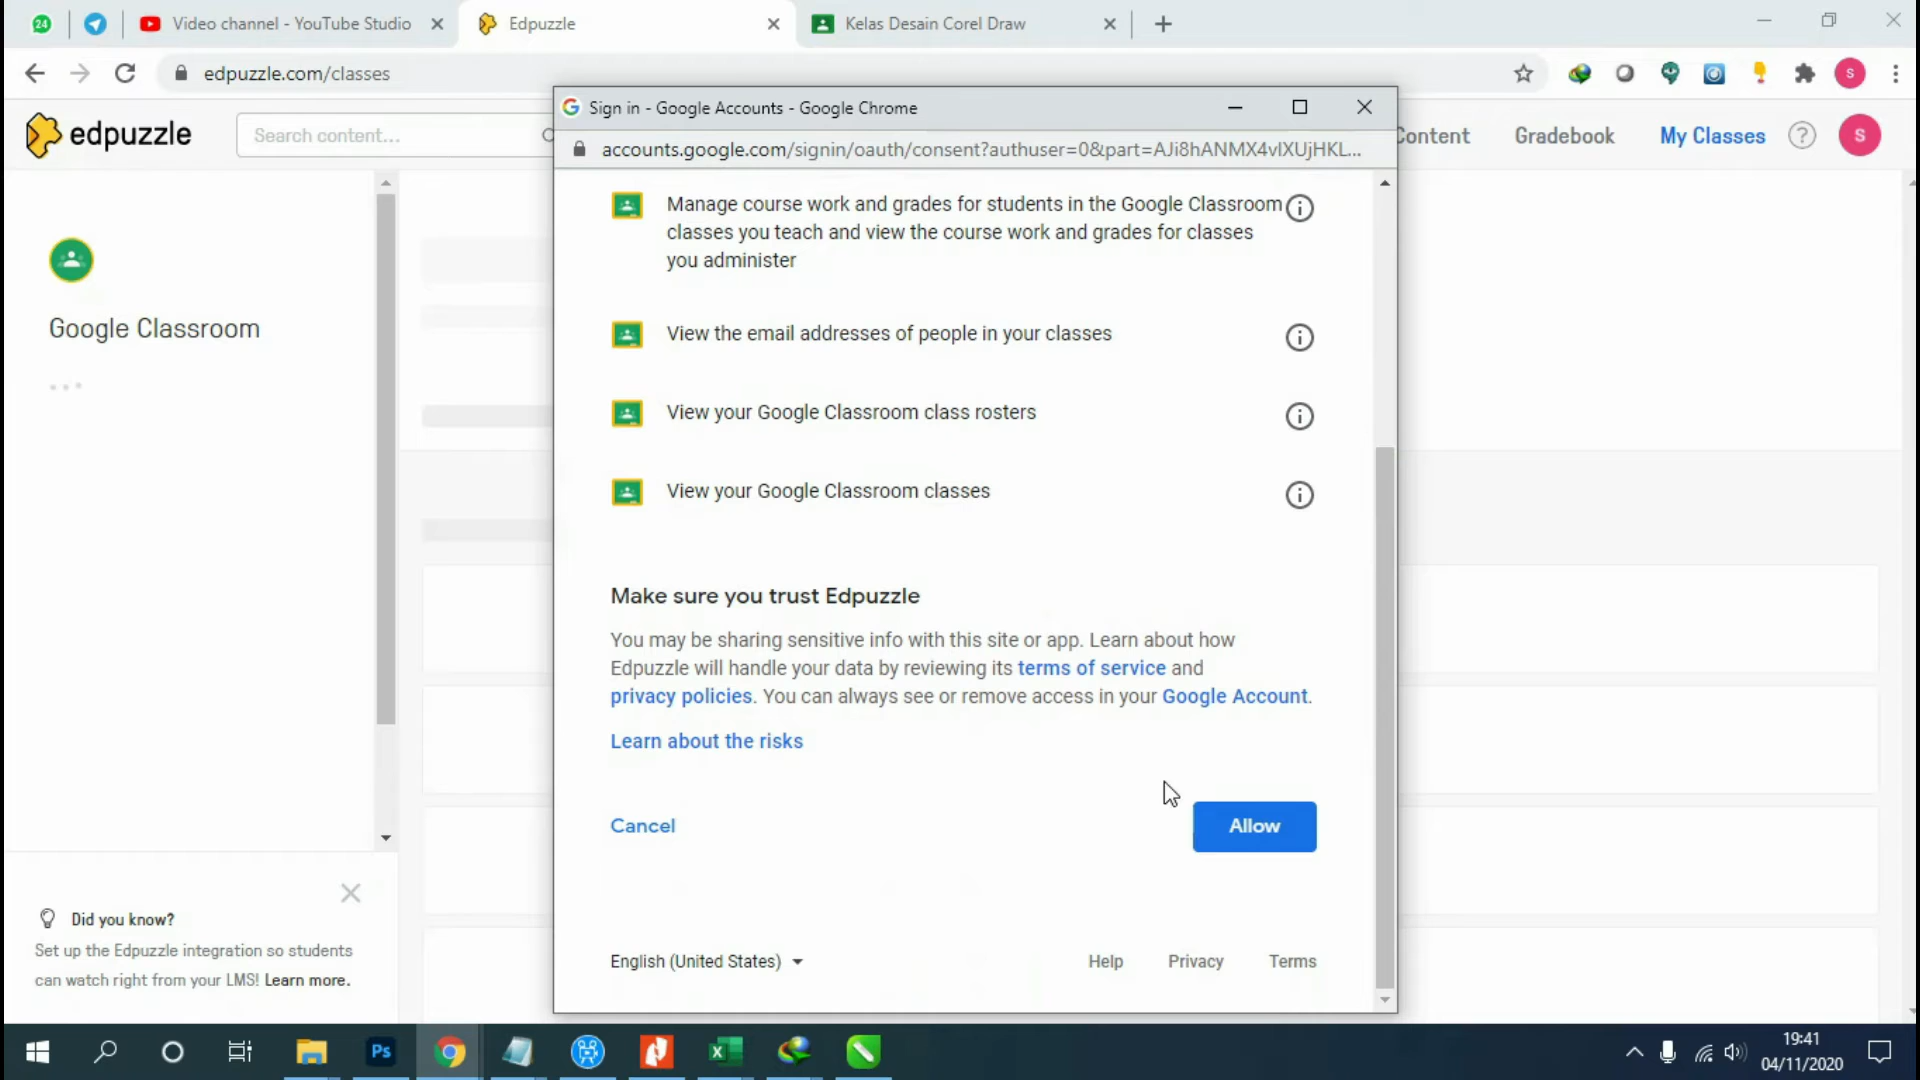 24
Video channel - YouTube Studio
Edpuzzle
Kelas Desain Corel Draw
edpuzzle.com/classes
S
edpuzzle
Search content...
Content
Gradebook
My Classes
?
S
Sign in - Google Accounts - Google Chrome
accounts.google.com/signin/oauth/consent?authuser=0&part=AJi8hANMX4vlXUjHKL...
Google Classroom
Manage course work and grades for students in the Google Classroom
classes you teach and view the course work and grades for classes
you administer
View the email addresses of people in your classes
View your Google Classroom class rosters
View your Google Classroom classes
Make sure you trust Edpuzzle
You may be sharing sensitive info with this site or app. Learn about how
Edpuzzle will handle your data by reviewing its terms of service and
privacy policies. You can always see or remove access in your Google Account.
Learn about the risks
Cancel
Allow
English (United States)
Help
Privacy
Terms
Did you know?
Set up the Edpuzzle integration so students
can watch right from your LMS! Learn more.
Ps
19:41
04/11/2020